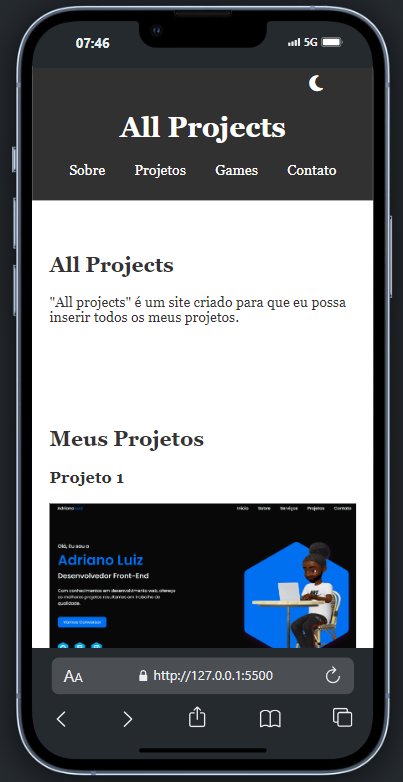 07:46
5G
All Projects
Sobre Projetos Games Contato
All Projects
"All projects" é um site criado para que eu possa
inserir todos os meus projetos.
Meus Projetos
Projeto 1
AdrianoLuiz Início Sobre Serviços Projetos Contato
Olá, Eu sou o
Adriano Luiz
Desenvolvedor Front-End
Com conhecimentos em desenvolvimento web, ofereço
os melhores projetos resultantes em trabalho de
qualidade.
AA http://127.0.0.1:5500